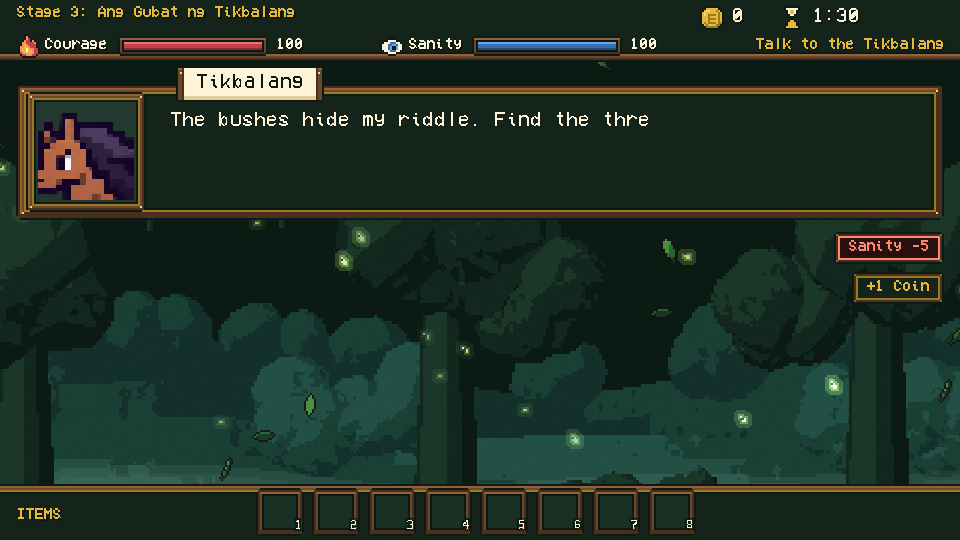 Stage 3: Ang Gubat ng Tikbalang
0
1:30
Courage
100
Sanity
100
Talk to the Tikbalang
Tikbalang
The bushes hide my riddle. Find the thre
Sanity -5
+1 Coin
ITEMS
1
2
3
4
5
6
7
8